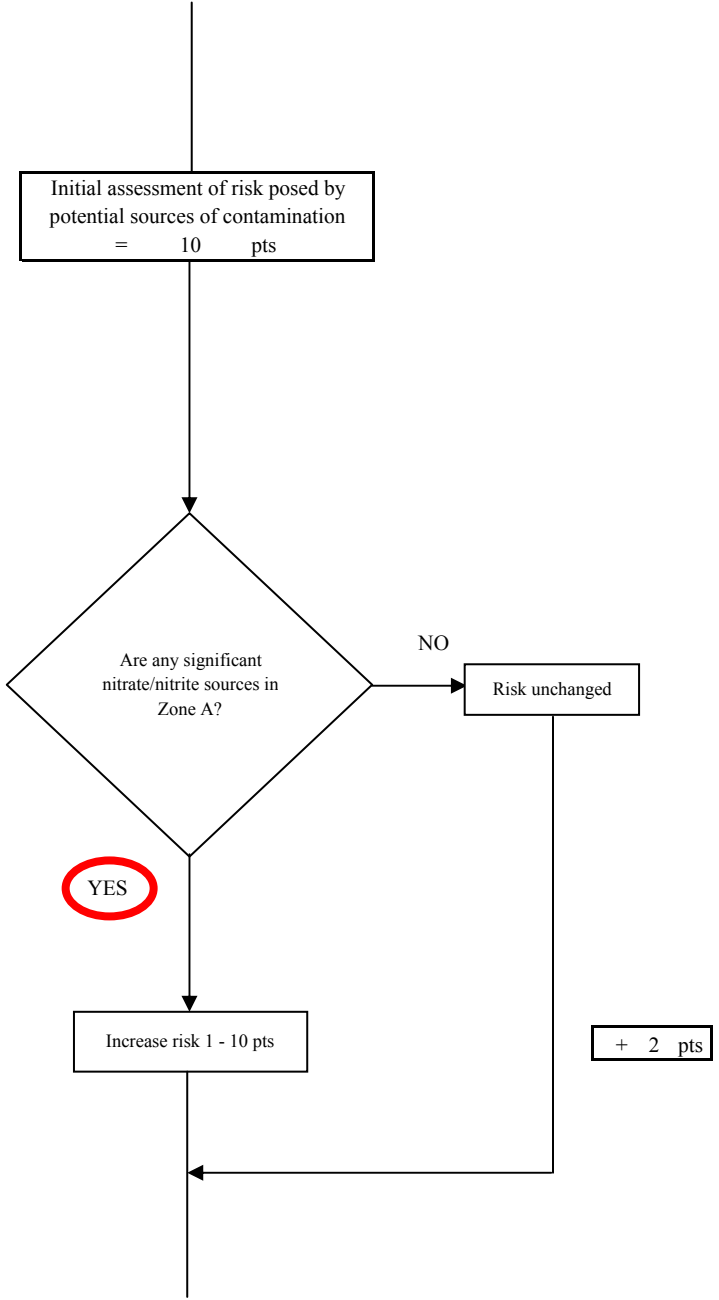 Initial assessment of risk posed by
potential sources of contamination
= 10 pts
Are any significant
nitrate/nitrite sources in
Zone A?
NO
Risk unchanged
YES
Increase risk 1 - 10 pts
+ 2 pts